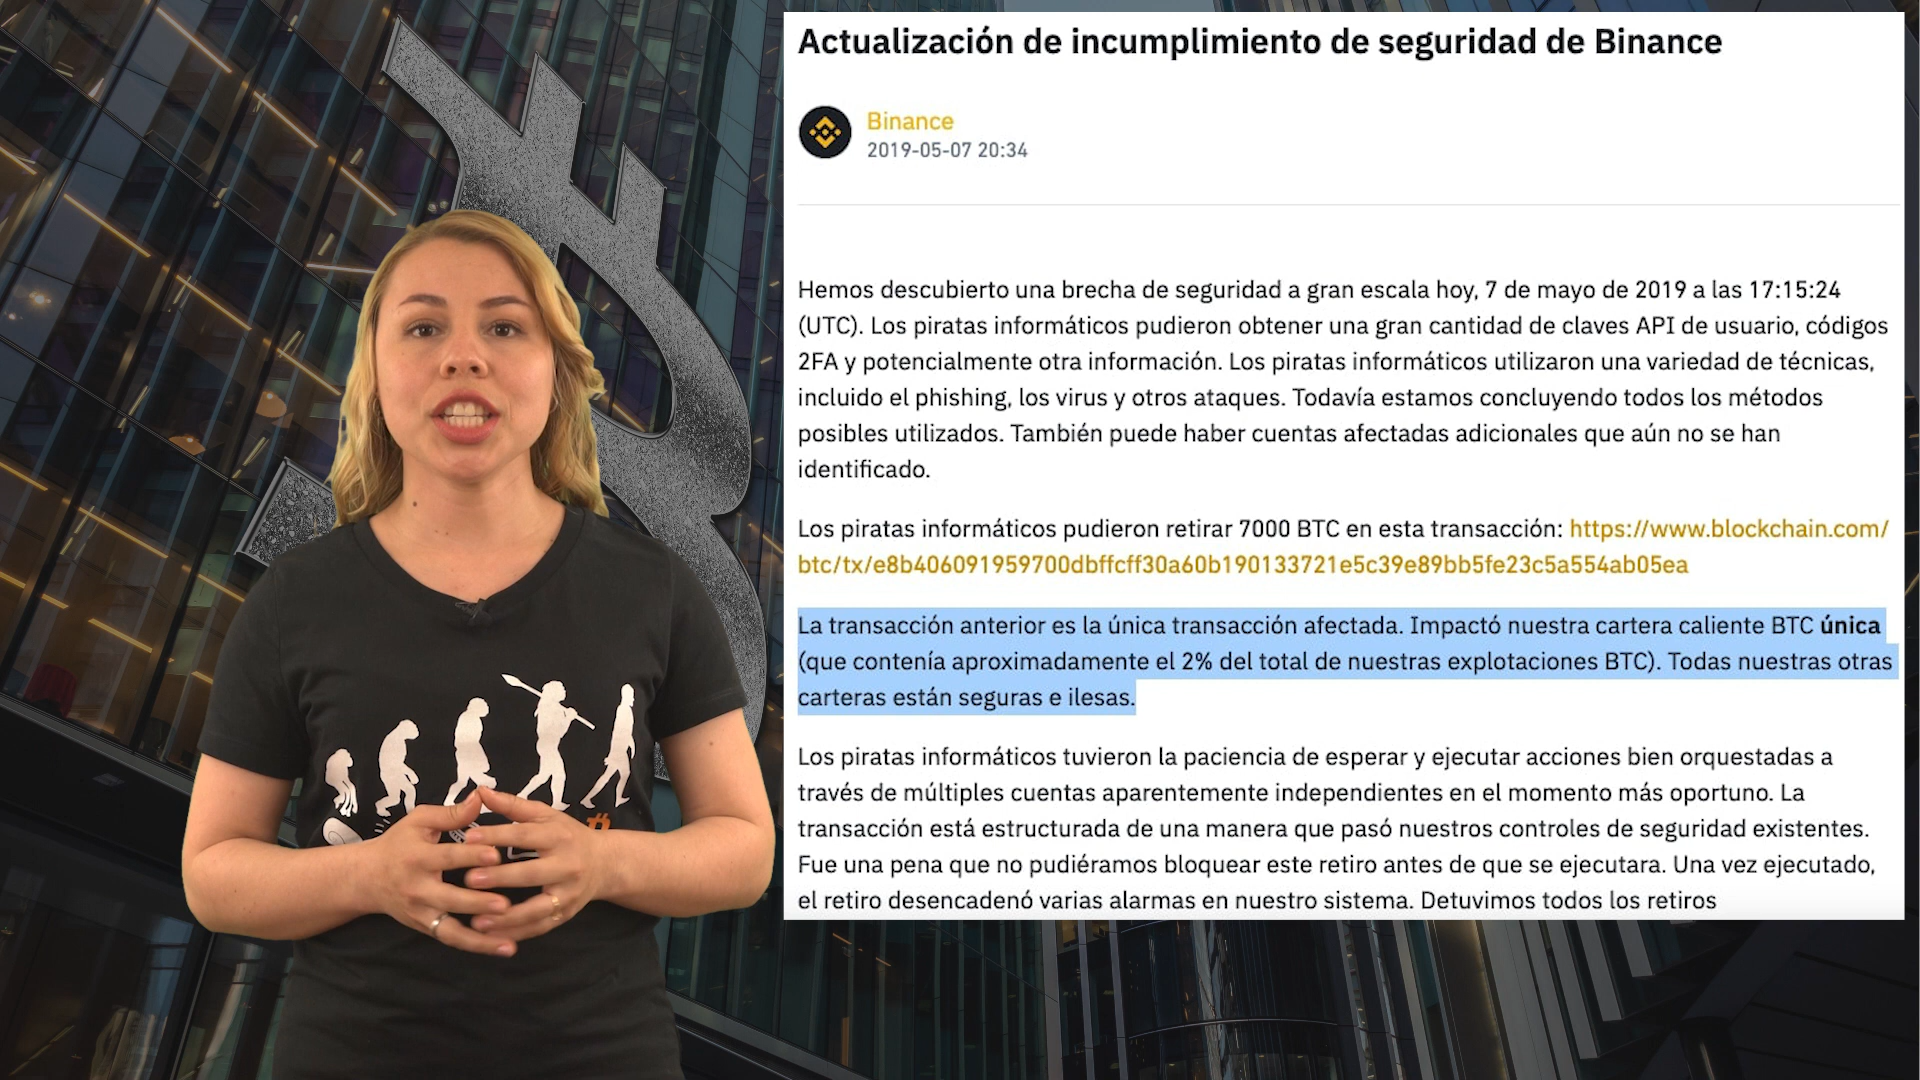 Actualización de incumplimiento de seguridad de Binance
Binance
2019-05-07 20:34
Hemos descubierto una brecha de seguridad a gran escala hoy, 7 de mayo de 2019 a las 17:15:24
(UTC). Los piratas informáticos pudieron obtener una gran cantidad de claves API de usuario, códigos
2FA y potencialmente otra información. Los piratas informáticos utilizaron una variedad de técnicas,
incluido el phishing, los virus y otros ataques. Todavía estamos concluyendo todos los métodos
posibles utilizados. También puede haber cuentas afectadas adicionales que aún no se han
identificado.
Los piratas informáticos pudieron retirar 7000 BTC en esta transacción: https://www.blockchain.com/
btc/tx/e8b406091959700dbffcff30a60b190133721e5c39e89bb5fe23c5a554ab05ea
La transacción anterior es la única transacción afectada. Impactó nuestra cartera caliente BTC única
(que contenía aproximadamente el 2% del total de nuestras explotaciones BTC). Todas nuestras otras
carteras están seguras e ilesas.
Los piratas informáticos tuvieron la paciencia de esperar y ejecutar acciones bien orquestadas a
través de múltiples cuentas aparentemente independientes en el momento más oportuno. La
transacción está estructurada de una manera que pasó nuestros controles de seguridad existentes.
Fue una pena que no pudiéramos bloquear este retiro antes de que se ejecutara. Una vez ejecutado,
el retiro desencadenó varias alarmas en nuestro sistema. Detuvimos todos los retiros